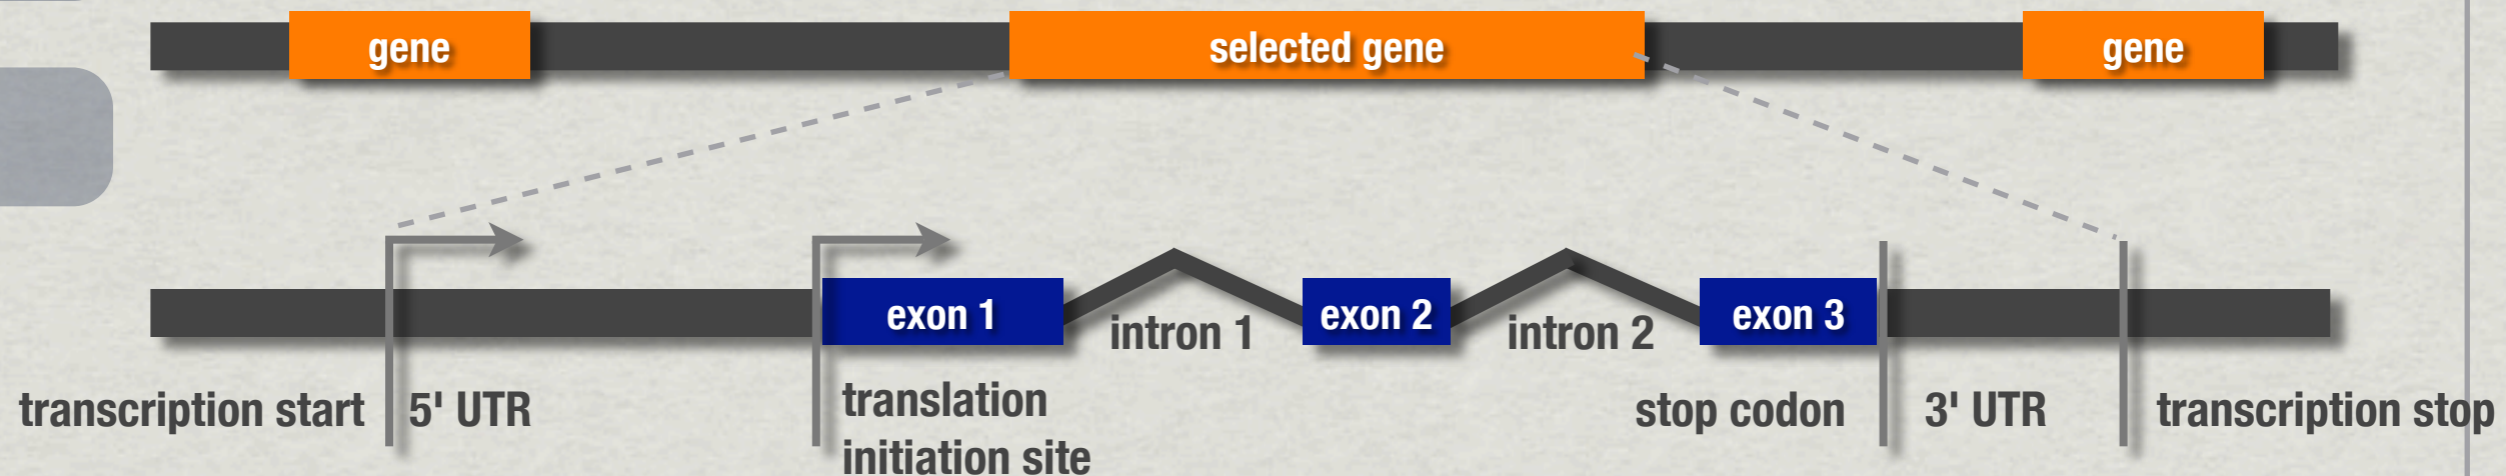 gene
selected gene
gene
exon 1
intron 1
exon 2
intron 2
exon 3
transcription start
5' UTR
translation
initiation site
stop codon
3' UTR
transcription stop